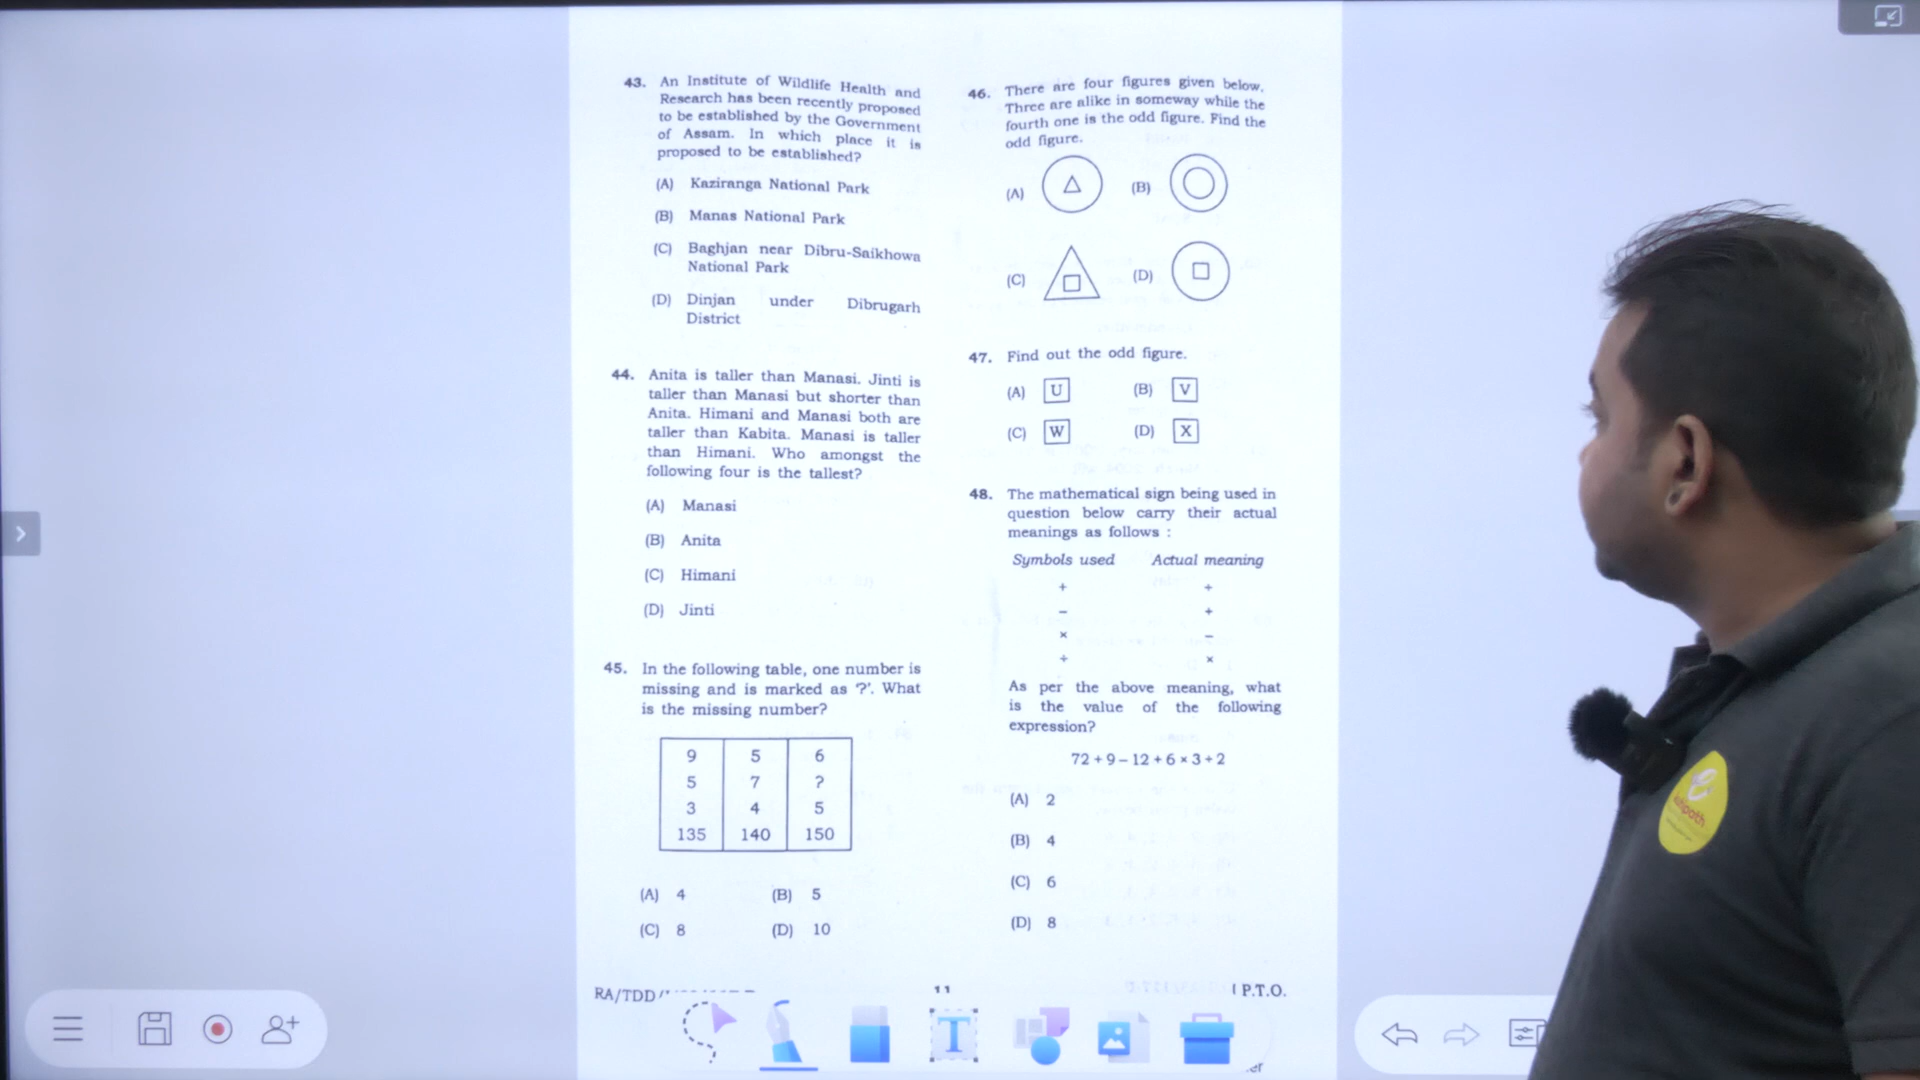 43. An Institute of Wildlife Health and
Research has been recently proposed
to be established by the Government
of Assam. In which place it is
proposed to be established?
(A) Kaziranga National Park
(B) Manas National Park
(C) Baghjan near Dibru-Saikhowa
National Park
(D) Dinjan under Dibrugarh
District
44. Anita is taller than Manasi. Jinti is
taller than Manasi but shorter than
Anita. Himani and Manasi both are
taller than Kabita. Manasi is taller
than Himani. Who amongst the
following four is the tallest?
(A) Manasi
(B) Anita
(C) Himani
(D) Jinti
45. In the following table, one number is
missing and is marked as '?'. What
is the missing number?
9 5 6
5 7 ?
3 4 5
135 140 150
(A) 4 (B) 5
(C) 8 (D) 10
RA/TDD/
11
46. There are four figures given below.
Three are alike in someway while the
fourth one is the odd figure. Find the
odd figure.
(A) (B)
(C) (D)
47. Find out the odd figure.
(A) U (B) V
(C) W (D) X
48. The mathematical sign being used in
question below carry their actual
meanings as follows :
Symbols used Actual meaning
+ ÷
− +
× −
÷ ×
As per the above meaning, what
is the value of the following
expression?
72 + 9 − 12 + 6 × 3 ÷ 2
(A) 2
(B) 4
(C) 6
(D) 8
P.T.O.
T